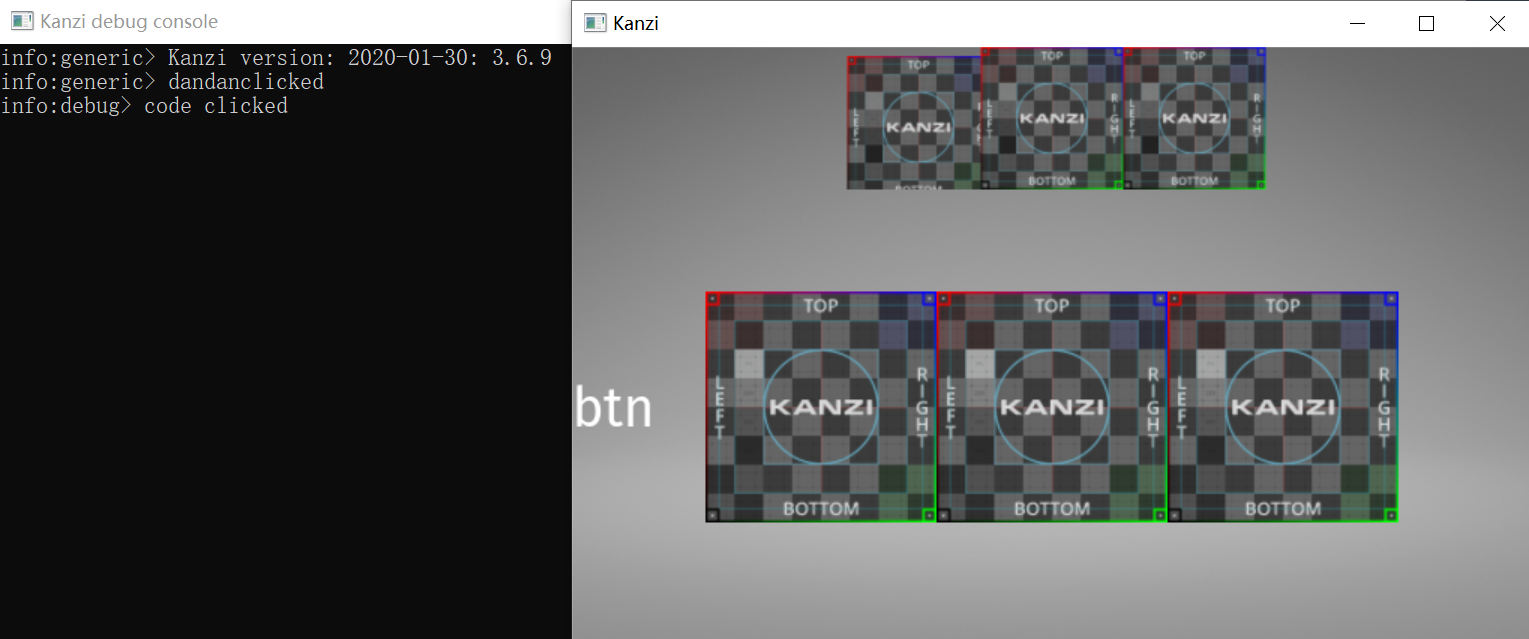 Kanzi debug console
info:generic> Kanzi version: 2020-01-30: 3.6.9
info:generic> dandanclicked
info:debug> code clicked
Kanzi
TOP TOP TOP
LEFT KANZI LEFT KANZI RIGHT LEFT KANZI RIGHT
BOTTOM BOTTOM BOTTOM
btn
TOP TOP TOP
LEFT KANZI RIGHT LEFT KANZI RIGHT LEFT KANZI RIGHT
BOTTOM BOTTOM BOTTOM